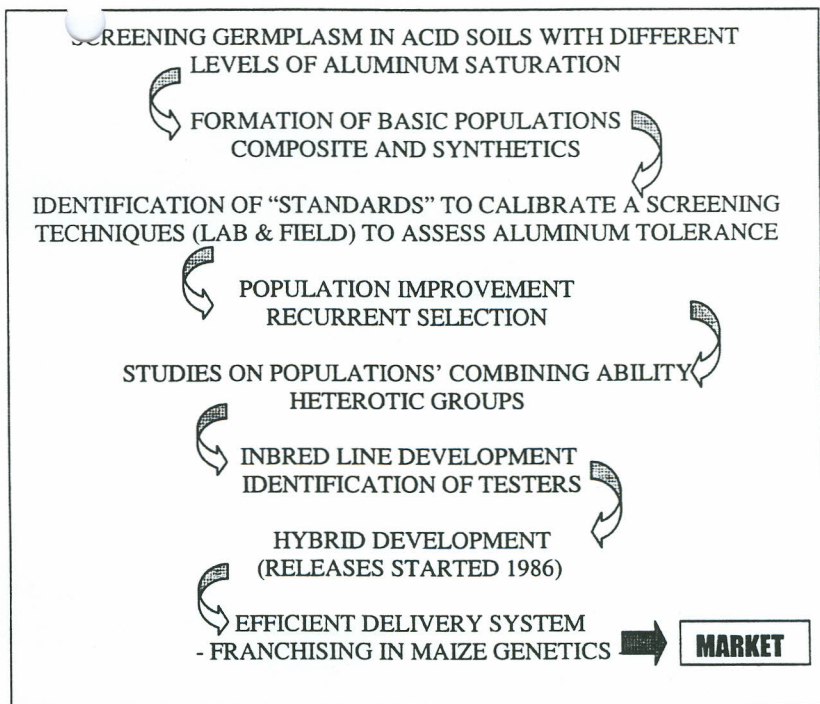 SCREENING GERMPLASM IN ACID SOILS WITH DIFFERENT
LEVELS OF ALUMINUM SATURATION
FORMATION OF BASIC POPULATIONS
COMPOSITE AND SYNTHETICS
IDENTIFICATION OF “STANDARDS” TO CALIBRATE A SCREENING
TECHNIQUES (LAB & FIELD) TO ASSESS ALUMINUM TOLERANCE
POPULATION IMPROVEMENT
RECURRENT SELECTION
STUDIES ON POPULATIONS’ COMBINING ABILITY
HETEROTIC GROUPS
INBRED LINE DEVELOPMENT
IDENTIFICATION OF TESTERS
HYBRID DEVELOPMENT
(RELEASES STARTED 1986)
EFFICIENT DELIVERY SYSTEM
- FRANCHISING IN MAIZE GENETICS -
MARKET